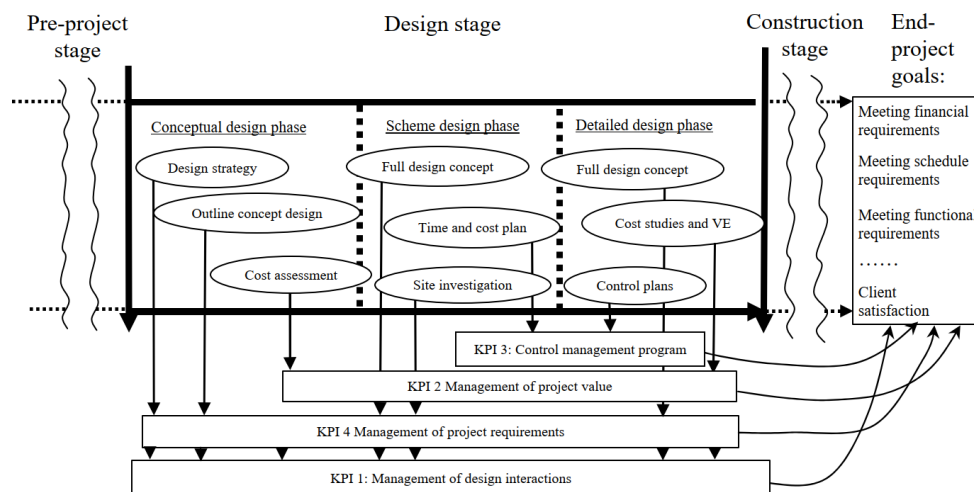 Pre-project
stage
Design stage
Construction
stage
End-
project
goals:
Conceptual design phase
Scheme design phase
Detailed design phase
Meeting financial
requirements
Design strategy
Full design concept
Full design concept
Meeting schedule
requirements
Outline concept design
Time and cost plan
Cost studies and VE
Meeting functional
requirements
……
Cost assessment
Site investigation
Control plans
Client
satisfaction
KPI 3: Control management program
KPI 2 Management of project value
KPI 4 Management of project requirements
KPI 1: Management of design interactions